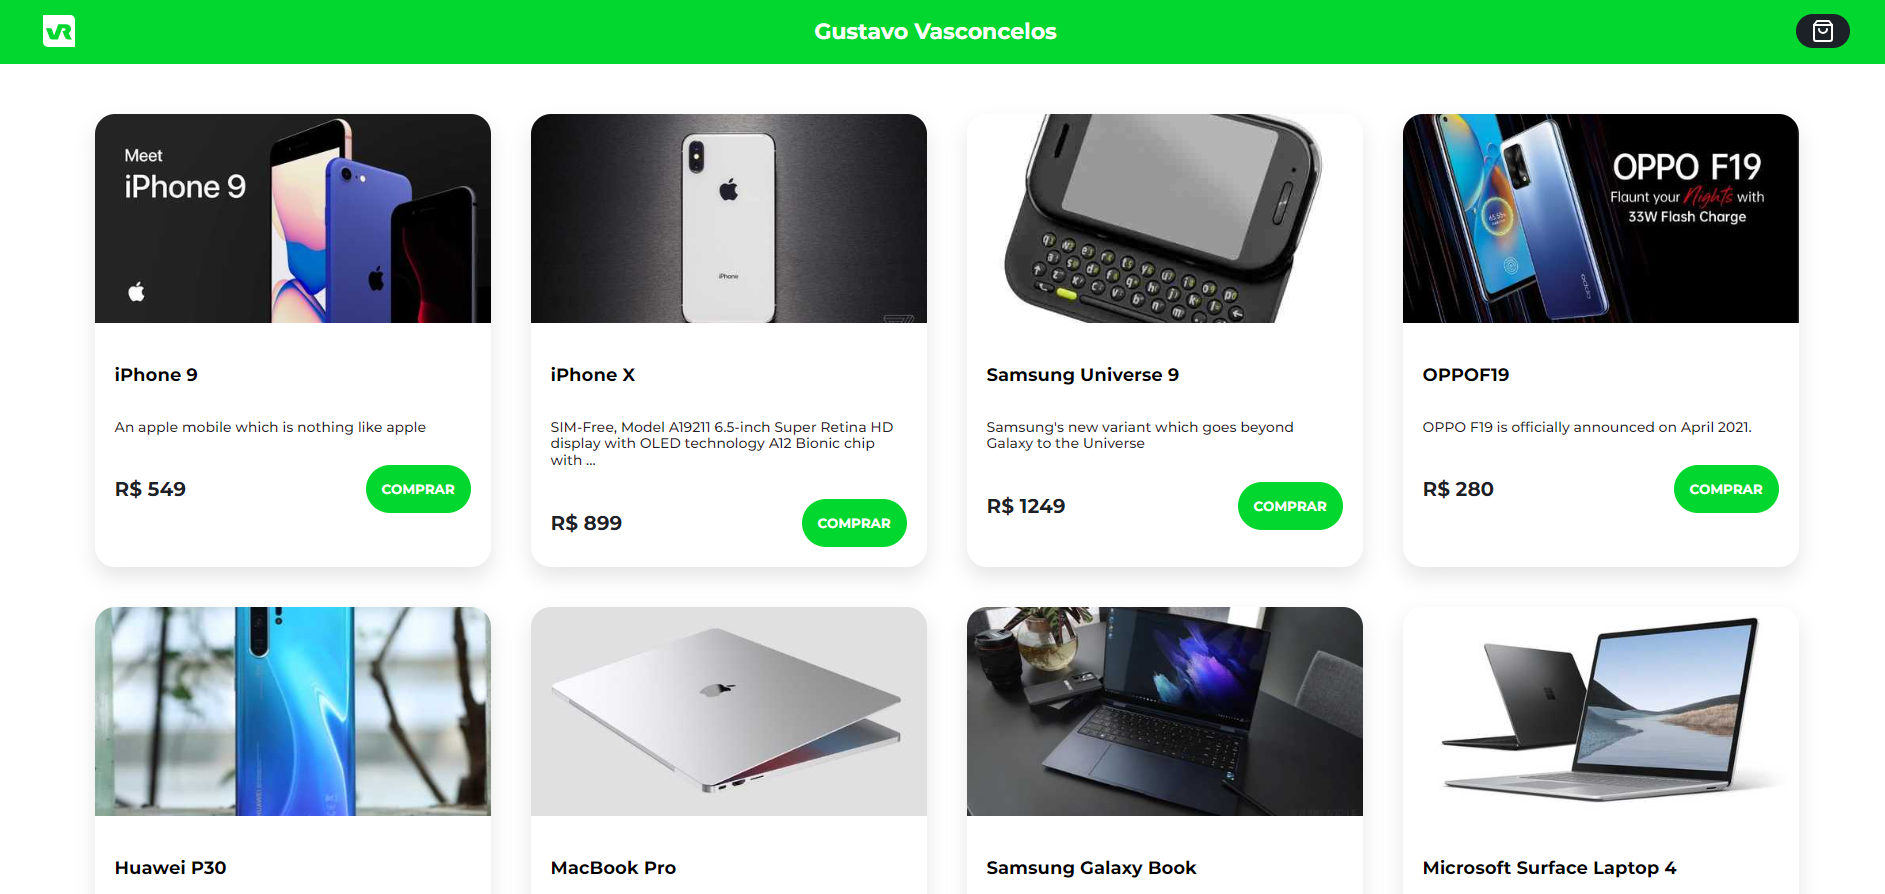 VR
Gustavo Vasconcelos
Meet
iPhone 9
iPhone
OPPO F19
Flaunt your Nights with
33W Flash Charge
iPhone 9
An apple mobile which is nothing like apple
R$ 549
COMPRAR
iPhone X
SIM-Free, Model A19211 6.5-inch Super Retina HD
display with OLED technology A12 Bionic chip
with ...
R$ 899
COMPRAR
Samsung Universe 9
Samsung's new variant which goes beyond
Galaxy to the Universe
R$ 1249
COMPRAR
OPPOF19
OPPO F19 is officially announced on April 2021.
R$ 280
COMPRAR
Huawei P30
MacBook Pro
Samsung Galaxy Book
Microsoft Surface Laptop 4